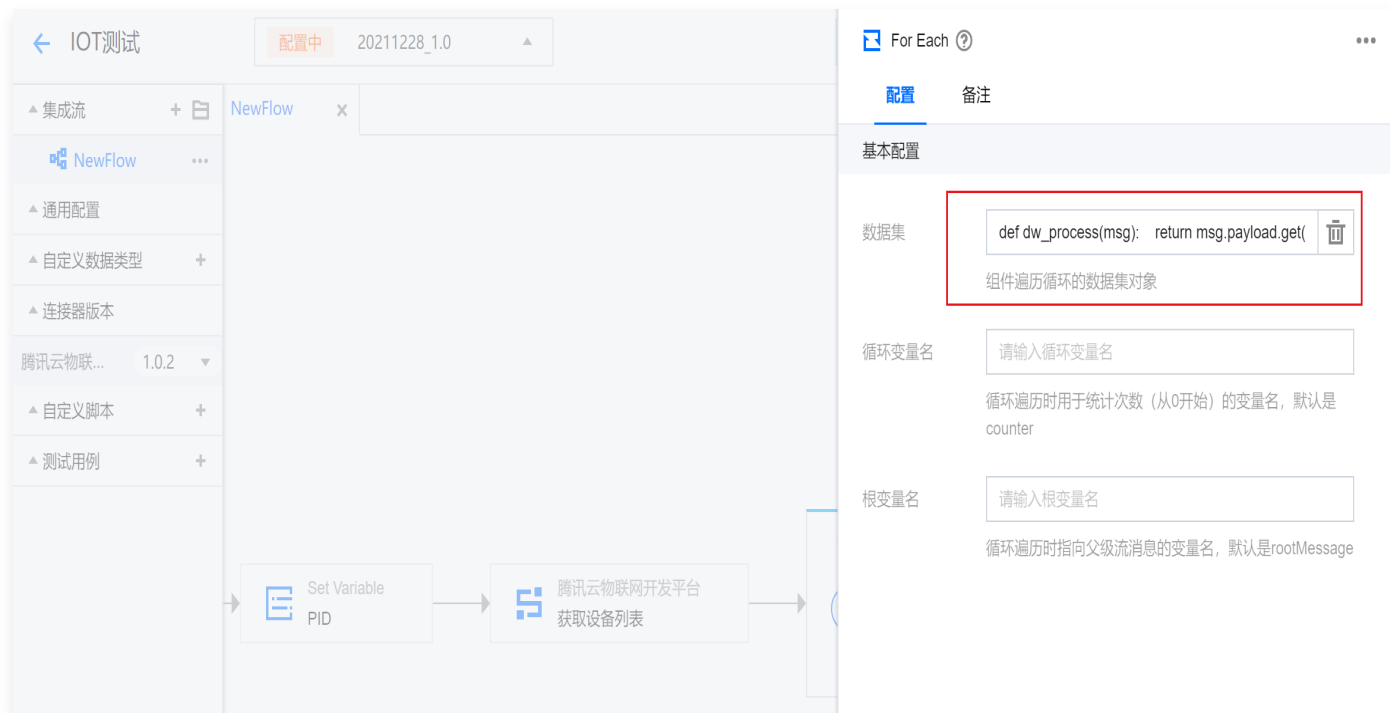 IOT测试
配置中 20211228_1.0
集成流
NewFlow
通用配置
自定义数据类型
连接器版本
腾讯云物联... 1.0.2
自定义脚本
测试用例
NewFlow
Set Variable
PID
腾讯云物联网开发平台
获取设备列表
For Each
配置 备注
基本配置
数据集
def dw_process(msg): return msg.payload.get(
组件遍历循环的数据集对象
循环变量名
请输入循环变量名
循环遍历时用于统计次数（从0开始）的变量名，默认是
counter
根变量名
请输入根变量名
循环遍历时指向父级流消息的变量名，默认是rootMessage